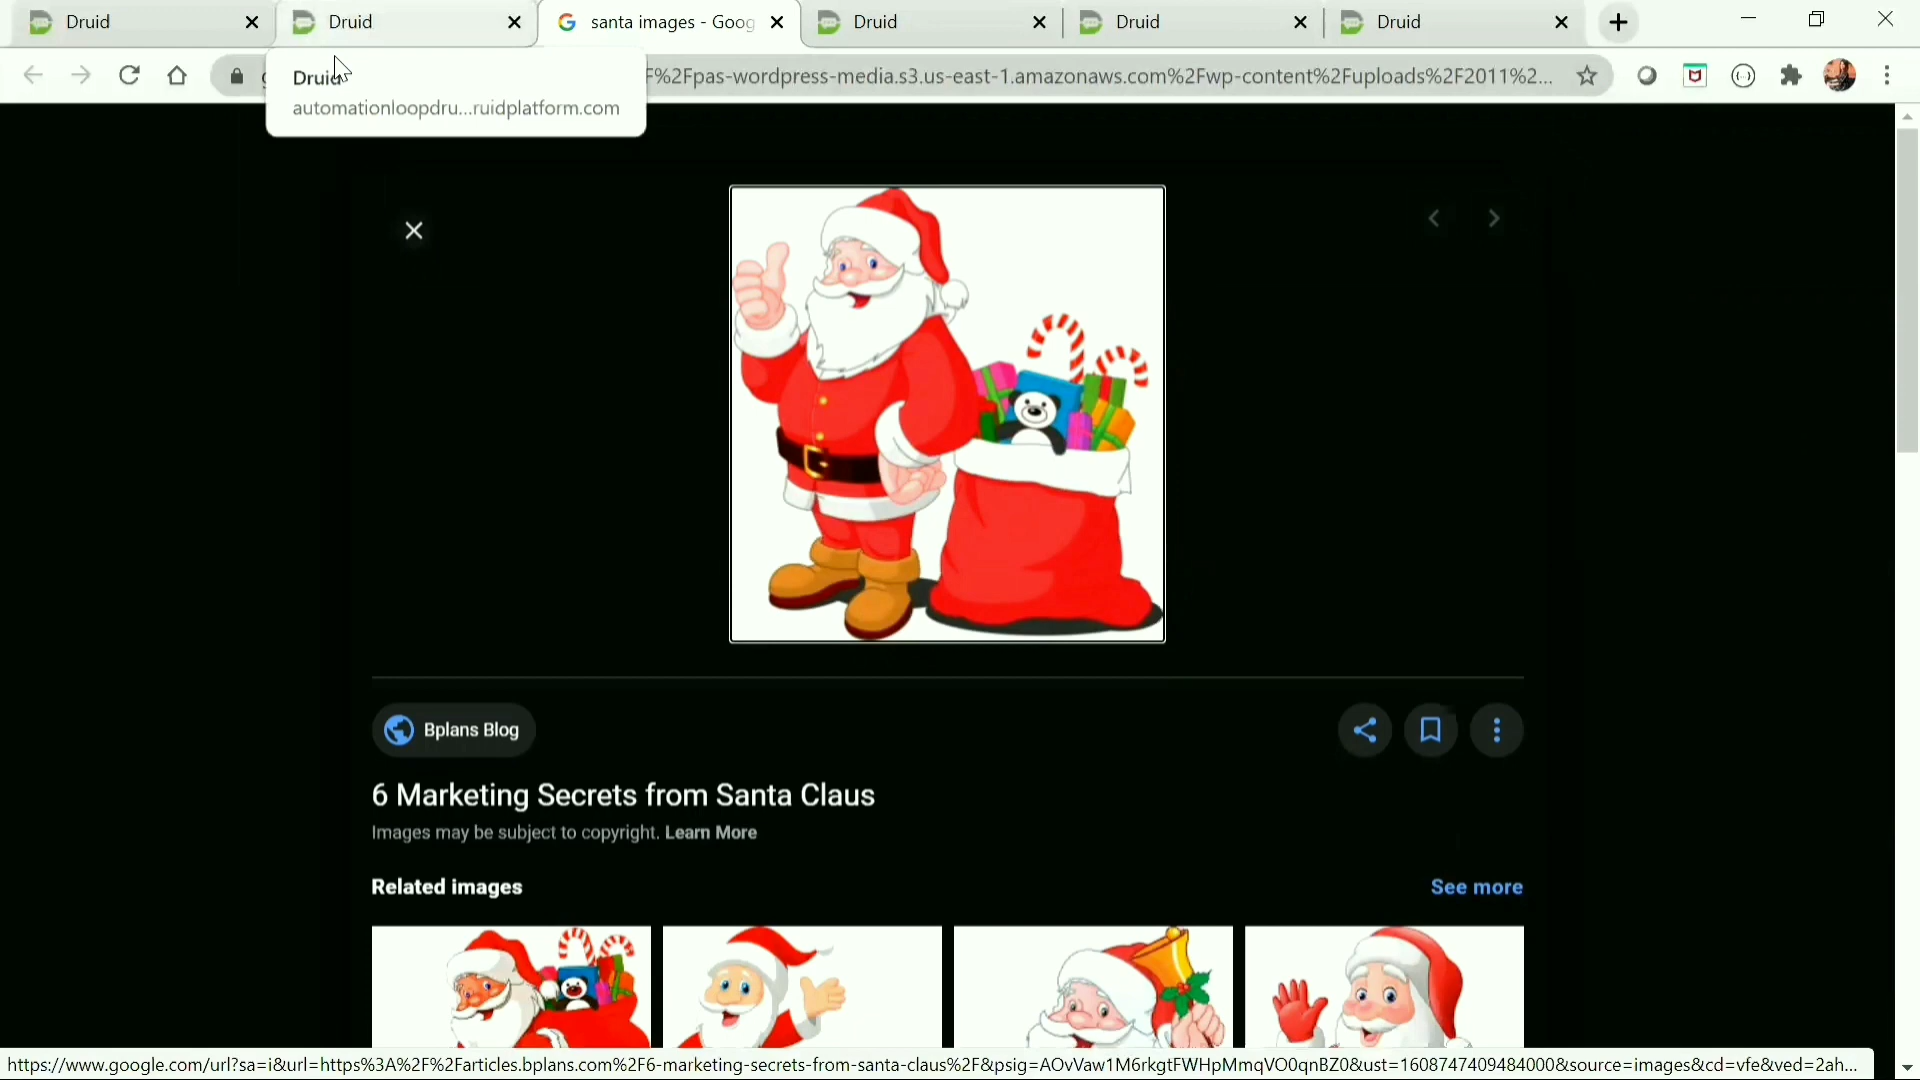 Druid
Druid
santa images - Goog
Druid
Druid
Druid
F%2Fpas-wordpress-media.s3.us-east-1.amazonaws.com%2Fwp-content%2Fuploads%2F2011%2...
Druid
automationloopdru...ruidplatform.com
Bplans Blog
6 Marketing Secrets from Santa Claus
Images may be subject to copyright. Learn More
Related images
See more
https://www.google.com/url?sa=i&url=https%3A%2F%2Farticles.bplans.com%2F6-marketing-secrets-from-santa-claus%2F&psig=AOvVaw1M6rkgtFWHpMmqVO0qnBZ0&ust=1608747409484000&source=images&cd=vfe&ved=2ah...